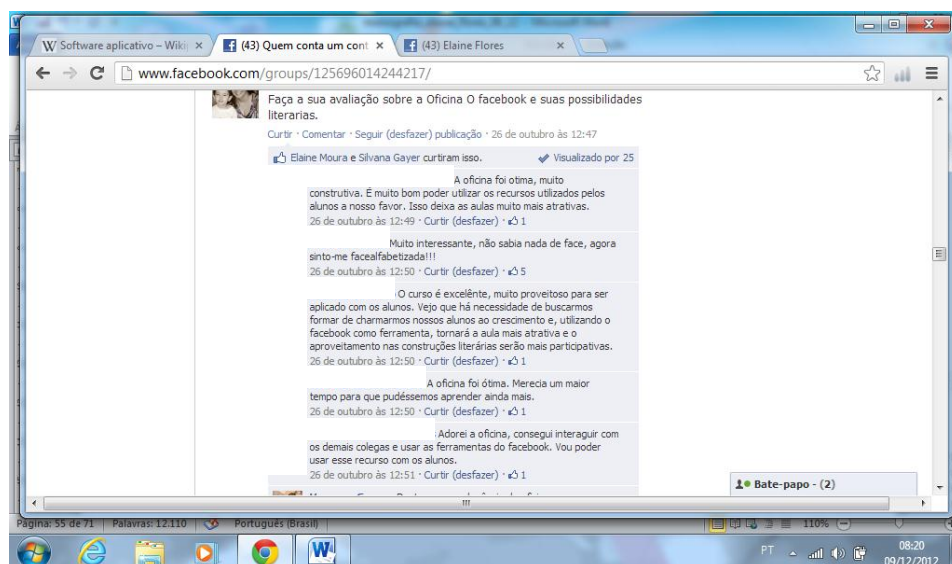 Software aplicativo – Wiki
(43) Quem conta um cont
(43) Elaine Flores
www.facebook.com/groups/125696014244217/
Faça a sua avaliação sobre a Oficina O facebook e suas possibilidades
literarias.
Curtir · Comentar · Seguir (desfazer) publicação · 26 de outubro às 12:47
Elaine Moura e Silvana Gayer curtiram isso.
Visualizado por 25
A oficina foi otima, muito
construtiva. É muito bom poder utilizar os recursos utilizados pelos
alunos a nosso favor. Isso deixa as aulas muito mais atrativas.
26 de outubro às 12:49 · Curtir (desfazer) · 1
Muito interessante, não sabia nada de face, agora
sinto-me facealfabetizada!!!
26 de outubro às 12:50 · Curtir (desfazer) · 5
O curso é excelênte, muito proveitoso para ser
aplicado com os alunos. Vejo que há necessidade de buscarmos
formar de charmarmos nossos alunos ao crescimento e, utilizando o
facebook como ferramenta, tornará a aula mais atrativa e o
aproveitamento nas construções literárias serão mais participativas.
26 de outubro às 12:50 · Curtir (desfazer) · 1
A oficina foi ótima. Merecia um maior
tempo para que pudéssemos aprender ainda mais.
26 de outubro às 12:50 · Curtir (desfazer) · 1
Adorei a oficina, consegui interaguir com
os demais colegas e usar as ferramentas do facebook. Vou poder
usar esse recurso com os alunos.
26 de outubro às 12:51 · Curtir (desfazer) · 1
Bate-papo - (2)
Página: 55 de 71 Palavras: 12.110 Português (Brasil) 110%
PT 08:20
09/12/2012